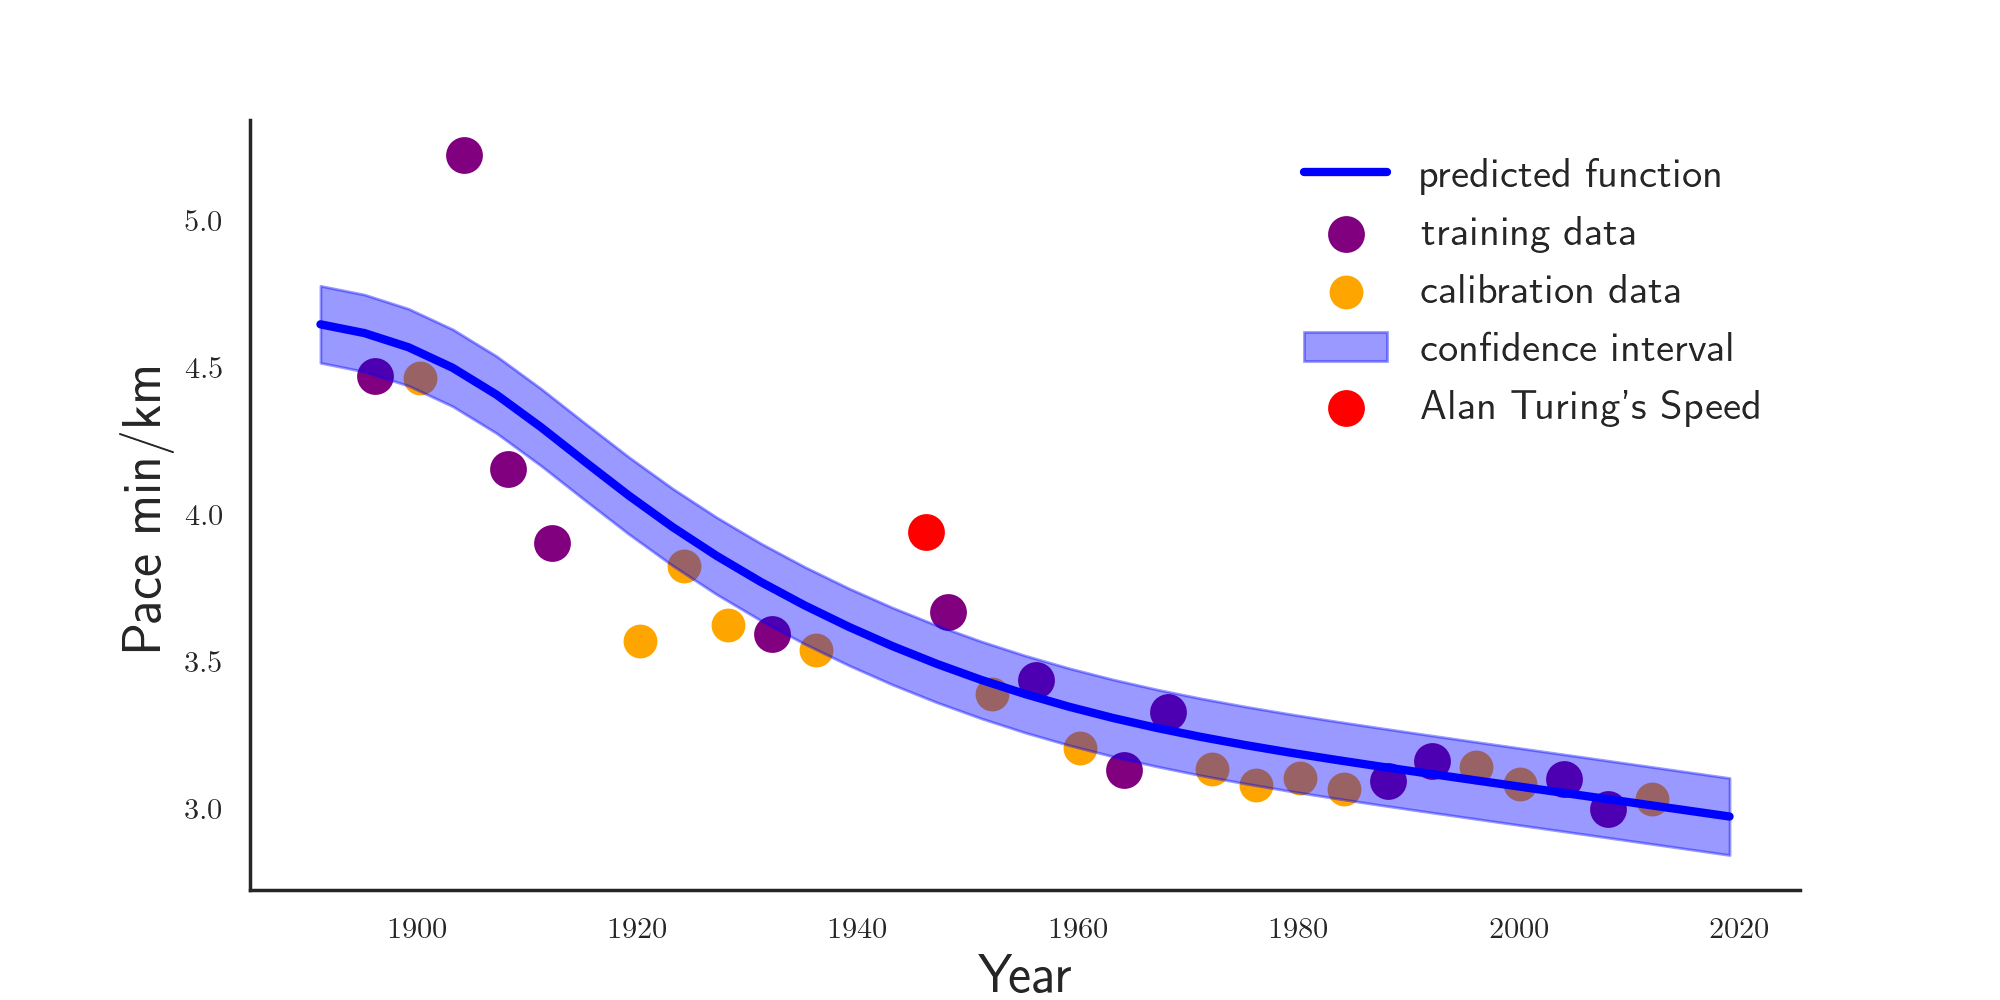 predicted function
training data
calibration data
confidence interval
Alan Turing's Speed
Pace min/km
5.0
4.5
4.0
3.5
3.0
1900 1920 1940 1960 1980 2000 2020
Year